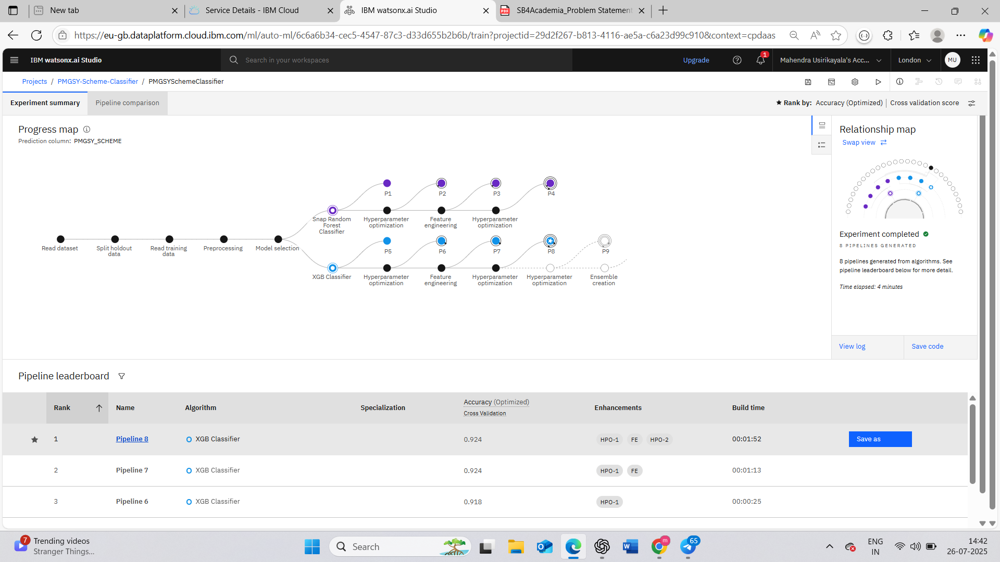 New tab
Service Details - IBM Cloud
IBM watsonx.ai Studio
SB4Academia_Problem Statement
https://eu-gb.dataplatform.cloud.ibm.com/ml/auto-ml/6c6a6b34-cec5-4547-87c3-d33d655b2b6b/train?projectid=29d2f267-b813-4116-ae5a-c6a23d99c910&context=cpdaas
IBM watsonx.ai Studio
Search in your workspaces
Upgrade
1
Mahendra Usirikayala's Acc...
London
MU
Projects / PMGSY-Scheme-Classifier / PMGSYSchemeClassifier
Experiment summary
Pipeline comparison
Rank by: Accuracy (Optimized) | Cross validation score
Progress map
Prediction column: PMGSY_SCHEME
P1
P2
P3
P4
Snap Random
Forest
Classifier
Hyperparameter
optimization
Feature
engineering
Hyperparameter
optimization
Read dataset
Split holdout
data
Read training
data
Preprocessing
Model selection
P5
P6
P7
P8
P9
XGB Classifier
Hyperparameter
optimization
Feature
engineering
Hyperparameter
optimization
Hyperparameter
optimization
Ensemble
creation
Relationship map
Swap view
Experiment completed
8 PIPELINES GENERATED
8 pipelines generated from algorithms. See
pipeline leaderboard below for more detail.
Time elapsed: 4 minutes
View log
Save code
Pipeline leaderboard
Rank
Name
Algorithm
Specialization
Accuracy (Optimized)
Cross Validation
Enhancements
Build time
1 Pipeline 8 XGB Classifier 0.924 HPO-1 FE HPO-2 00:01:52 Save as
2 Pipeline 7 XGB Classifier 0.924 HPO-1 FE 00:01:13
3 Pipeline 6 XGB Classifier 0.918 HPO-1 00:00:25
7
Trending videos
Stranger Things...
Search
m
65
ENG
IN
14:42
26-07-2025